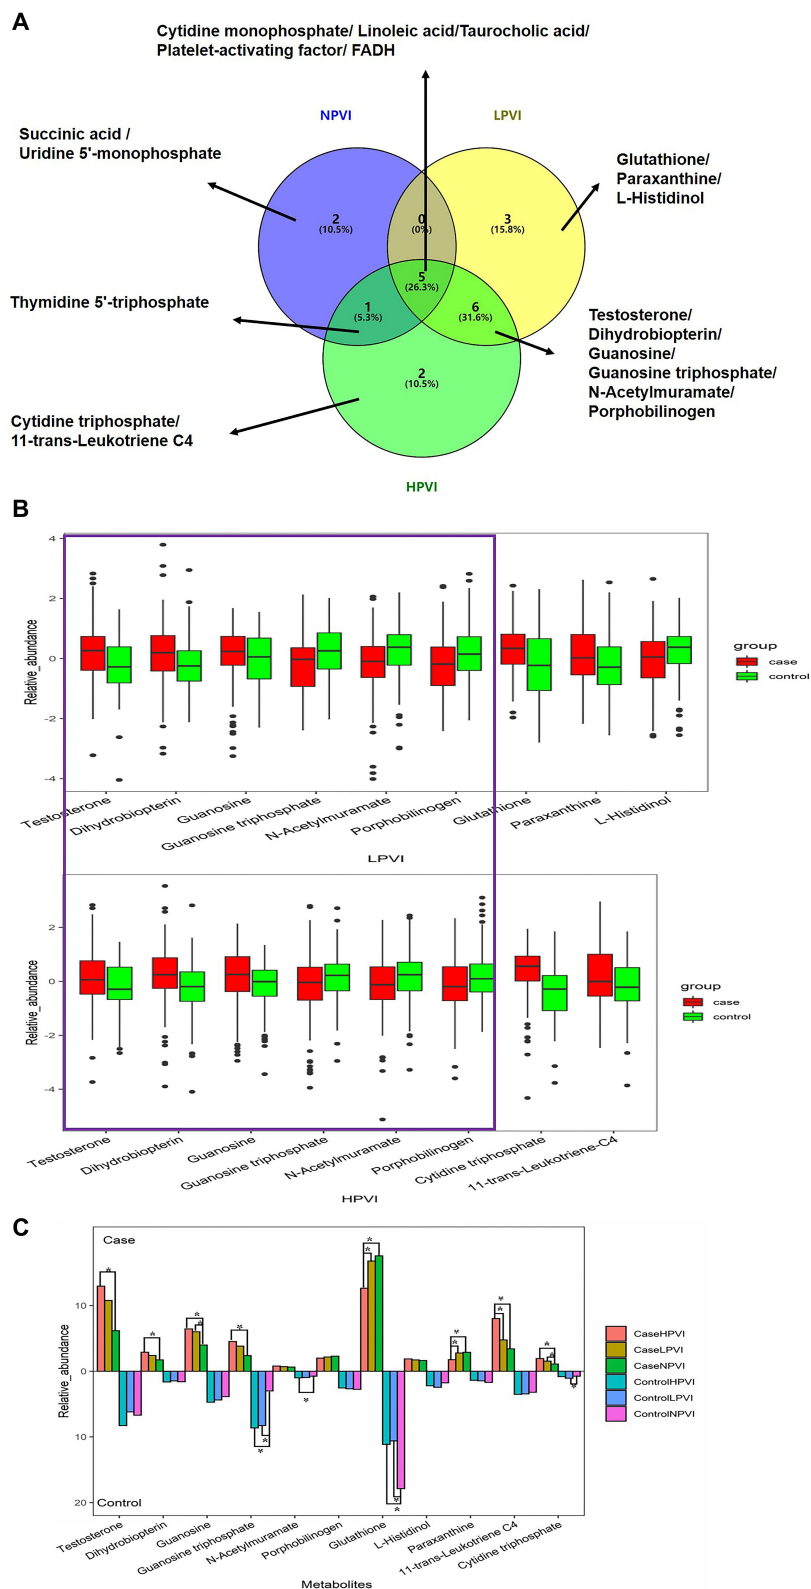 A
Cytidine monophosphate/ Linoleic acid/Taurocholic acid/
Platelet-activating factor/ FADH
NPVI
LPVI
Succinic acid /
Uridine 5'-monophosphate
Glutathione/
Paraxanthine/
L-Histidinol
2
(10.5%)
0
(0%)
3
(15.8%)
5
(26.3%)
Thymidine 5'-triphosphate
1
(5.3%)
6
(31.6%)
Testosterone/
Dihydrobiopterin/
Guanosine/
Guanosine triphosphate/
N-Acetylmuramate/
Porphobilinogen
2
(10.5%)
Cytidine triphosphate/
11-trans-Leukotriene C4
HPVI
B
4
2
0
-2
-4
Relative_abundance
group
case
control
Testosterone
Dihydrobiopterin
Guanosine
Guanosine triphosphate
N-Acetylmuramate
Porphobilinogen
Glutathione
Paraxanthine
L-Histidinol
LPVI
2
0
-2
-4
Relative_abundance
group
case
control
Testosterone
Dihydrobiopterin
Guanosine
Guanosine triphosphate
N-Acetylmuramate
Porphobilinogen
Cytidine triphosphate
11-trans-Leukotriene-C4
HPVI
C
Case
10
0
10
20
Relative_abundance
* * * * * * * * * * * * * * * * * * * * *
CaseHPVI
CaseLPVI
CaseNPVI
ControlHPVI
ControlLPVI
ControlNPVI
Control
Testosterone
Dihydrobiopterin
Guanosine
Guanosine triphosphate
N-Acetylmuramate
Porphobilinogen
Glutathione
L-Histidinol
Paraxanthine
11-trans-Leukotriene C4
Cytidine triphosphate
Metabolites